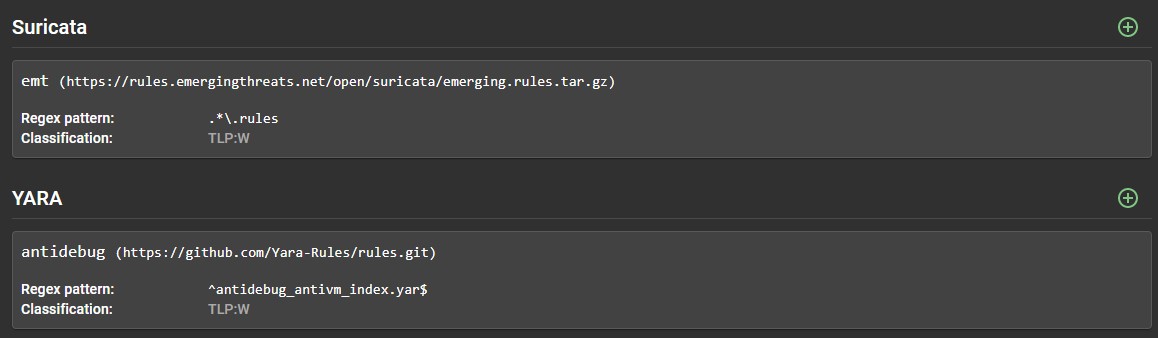 Suricata
emt (https://rules.emergingthreats.net/open/suricata/emerging.rules.tar.gz)
Regex pattern: .*\.rules
Classification: TLP:W
YARA
antidebug (https://github.com/Yara-Rules/rules.git)
Regex pattern: ^antidebug_antivm_index.yar$
Classification: TLP:W